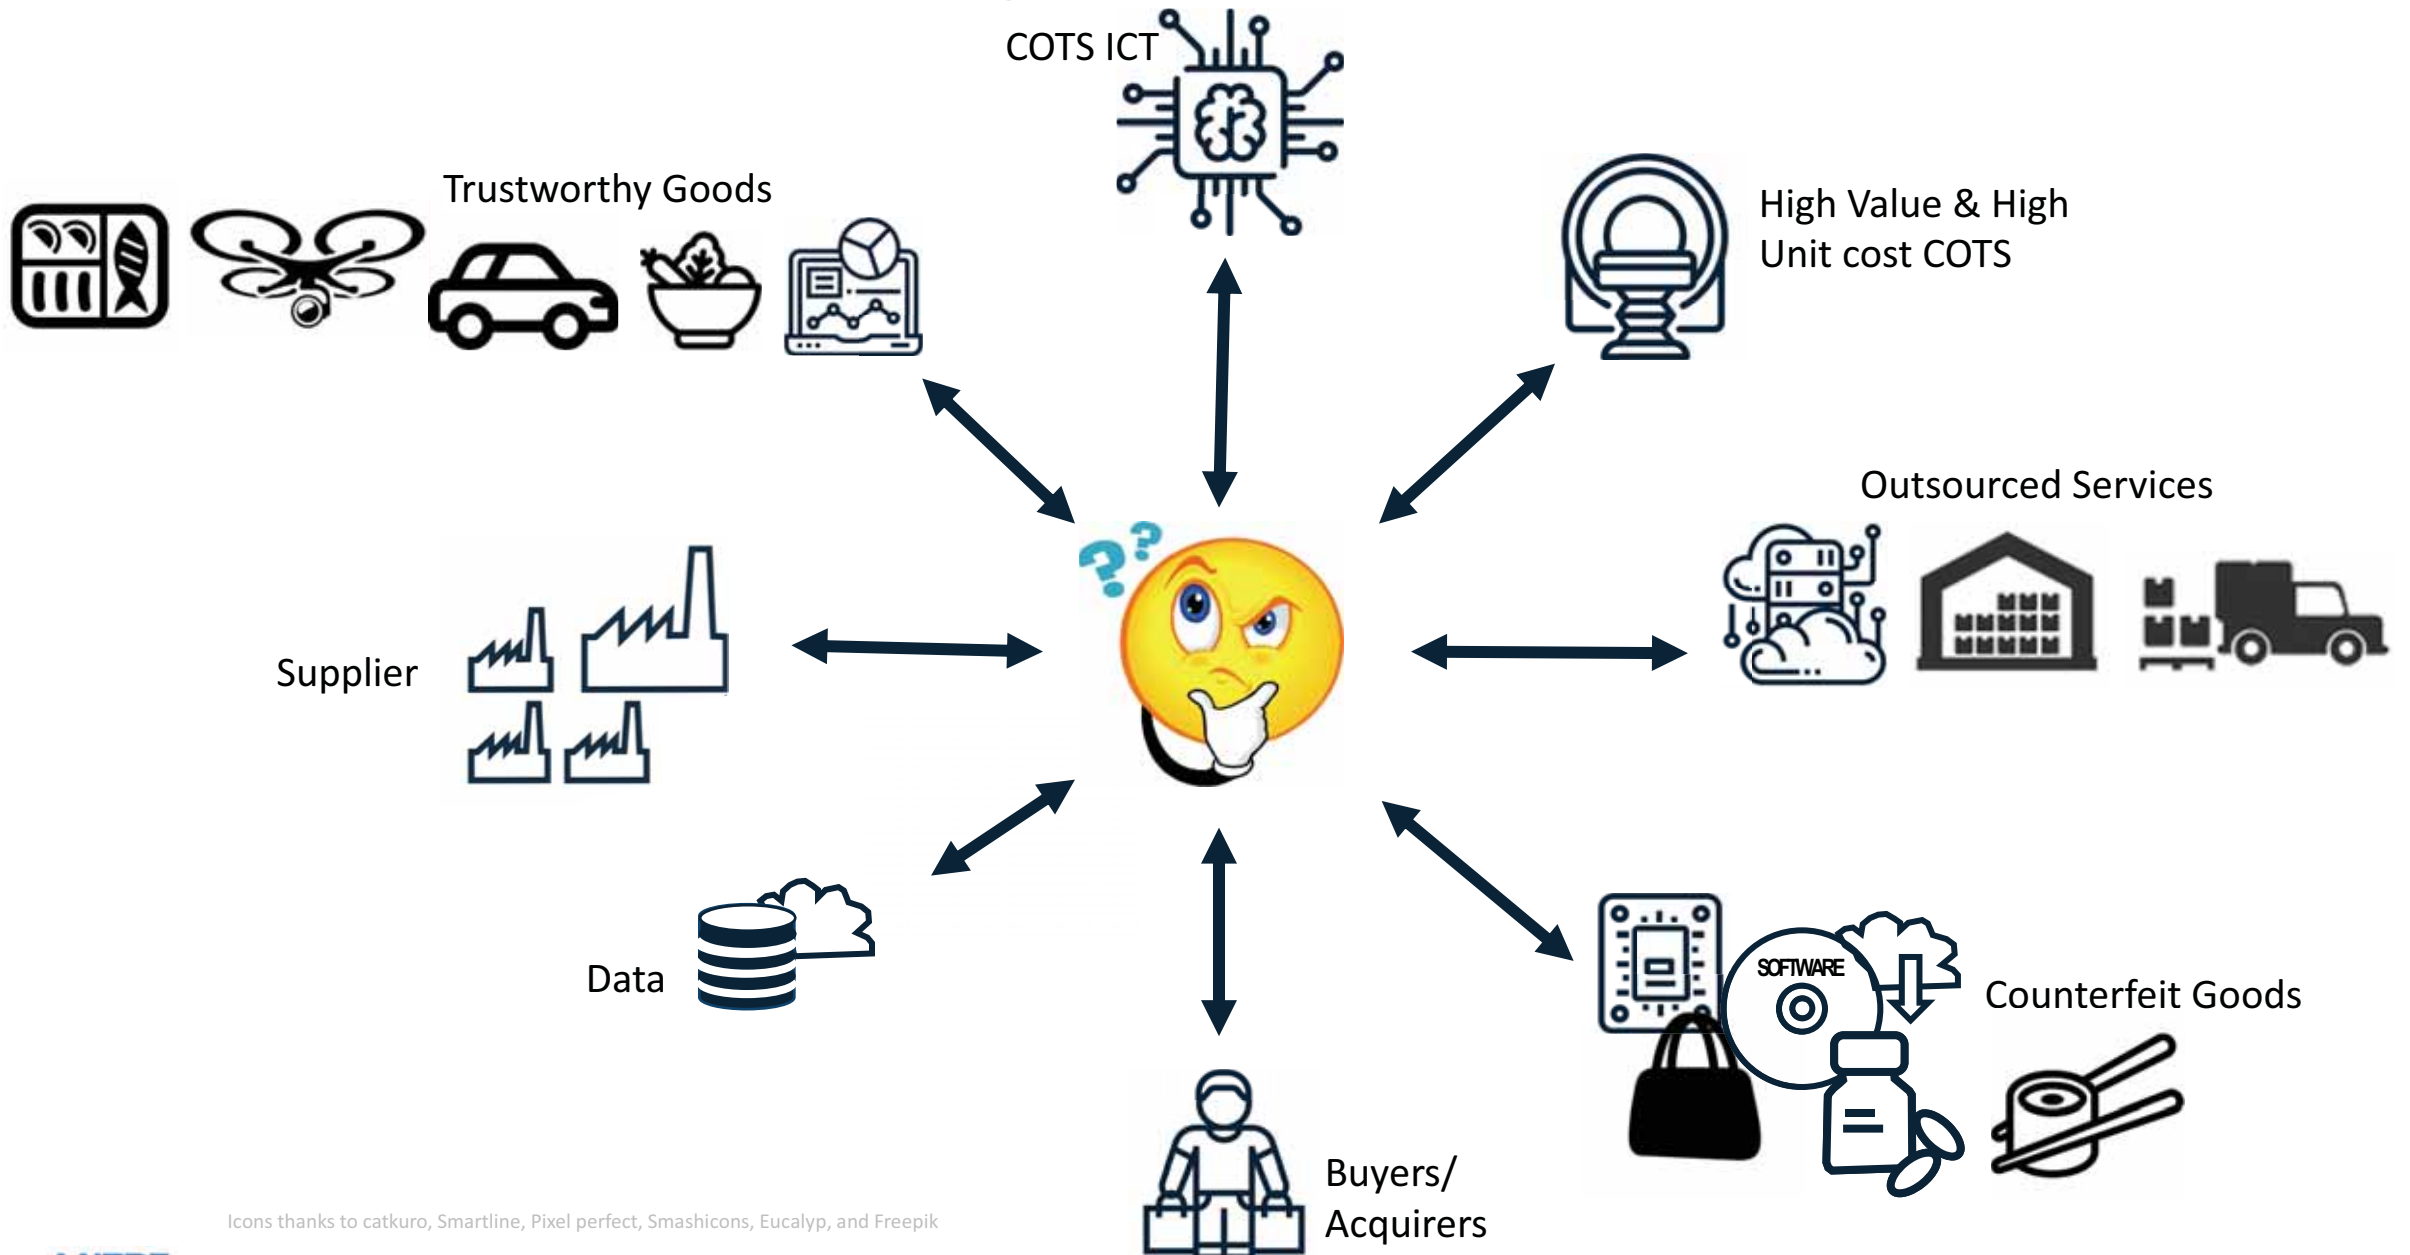 COTS ICT
Trustworthy Goods
High Value & High
Unit cost COTS
Outsourced Services
? ?
Supplier
SOFTWARE
Data
Counterfeit Goods
Buyers/
Acquirers
Icons thanks to catkuro, Smartline, Pixel perfect, Smashicons, Eucalyp, and Freepik